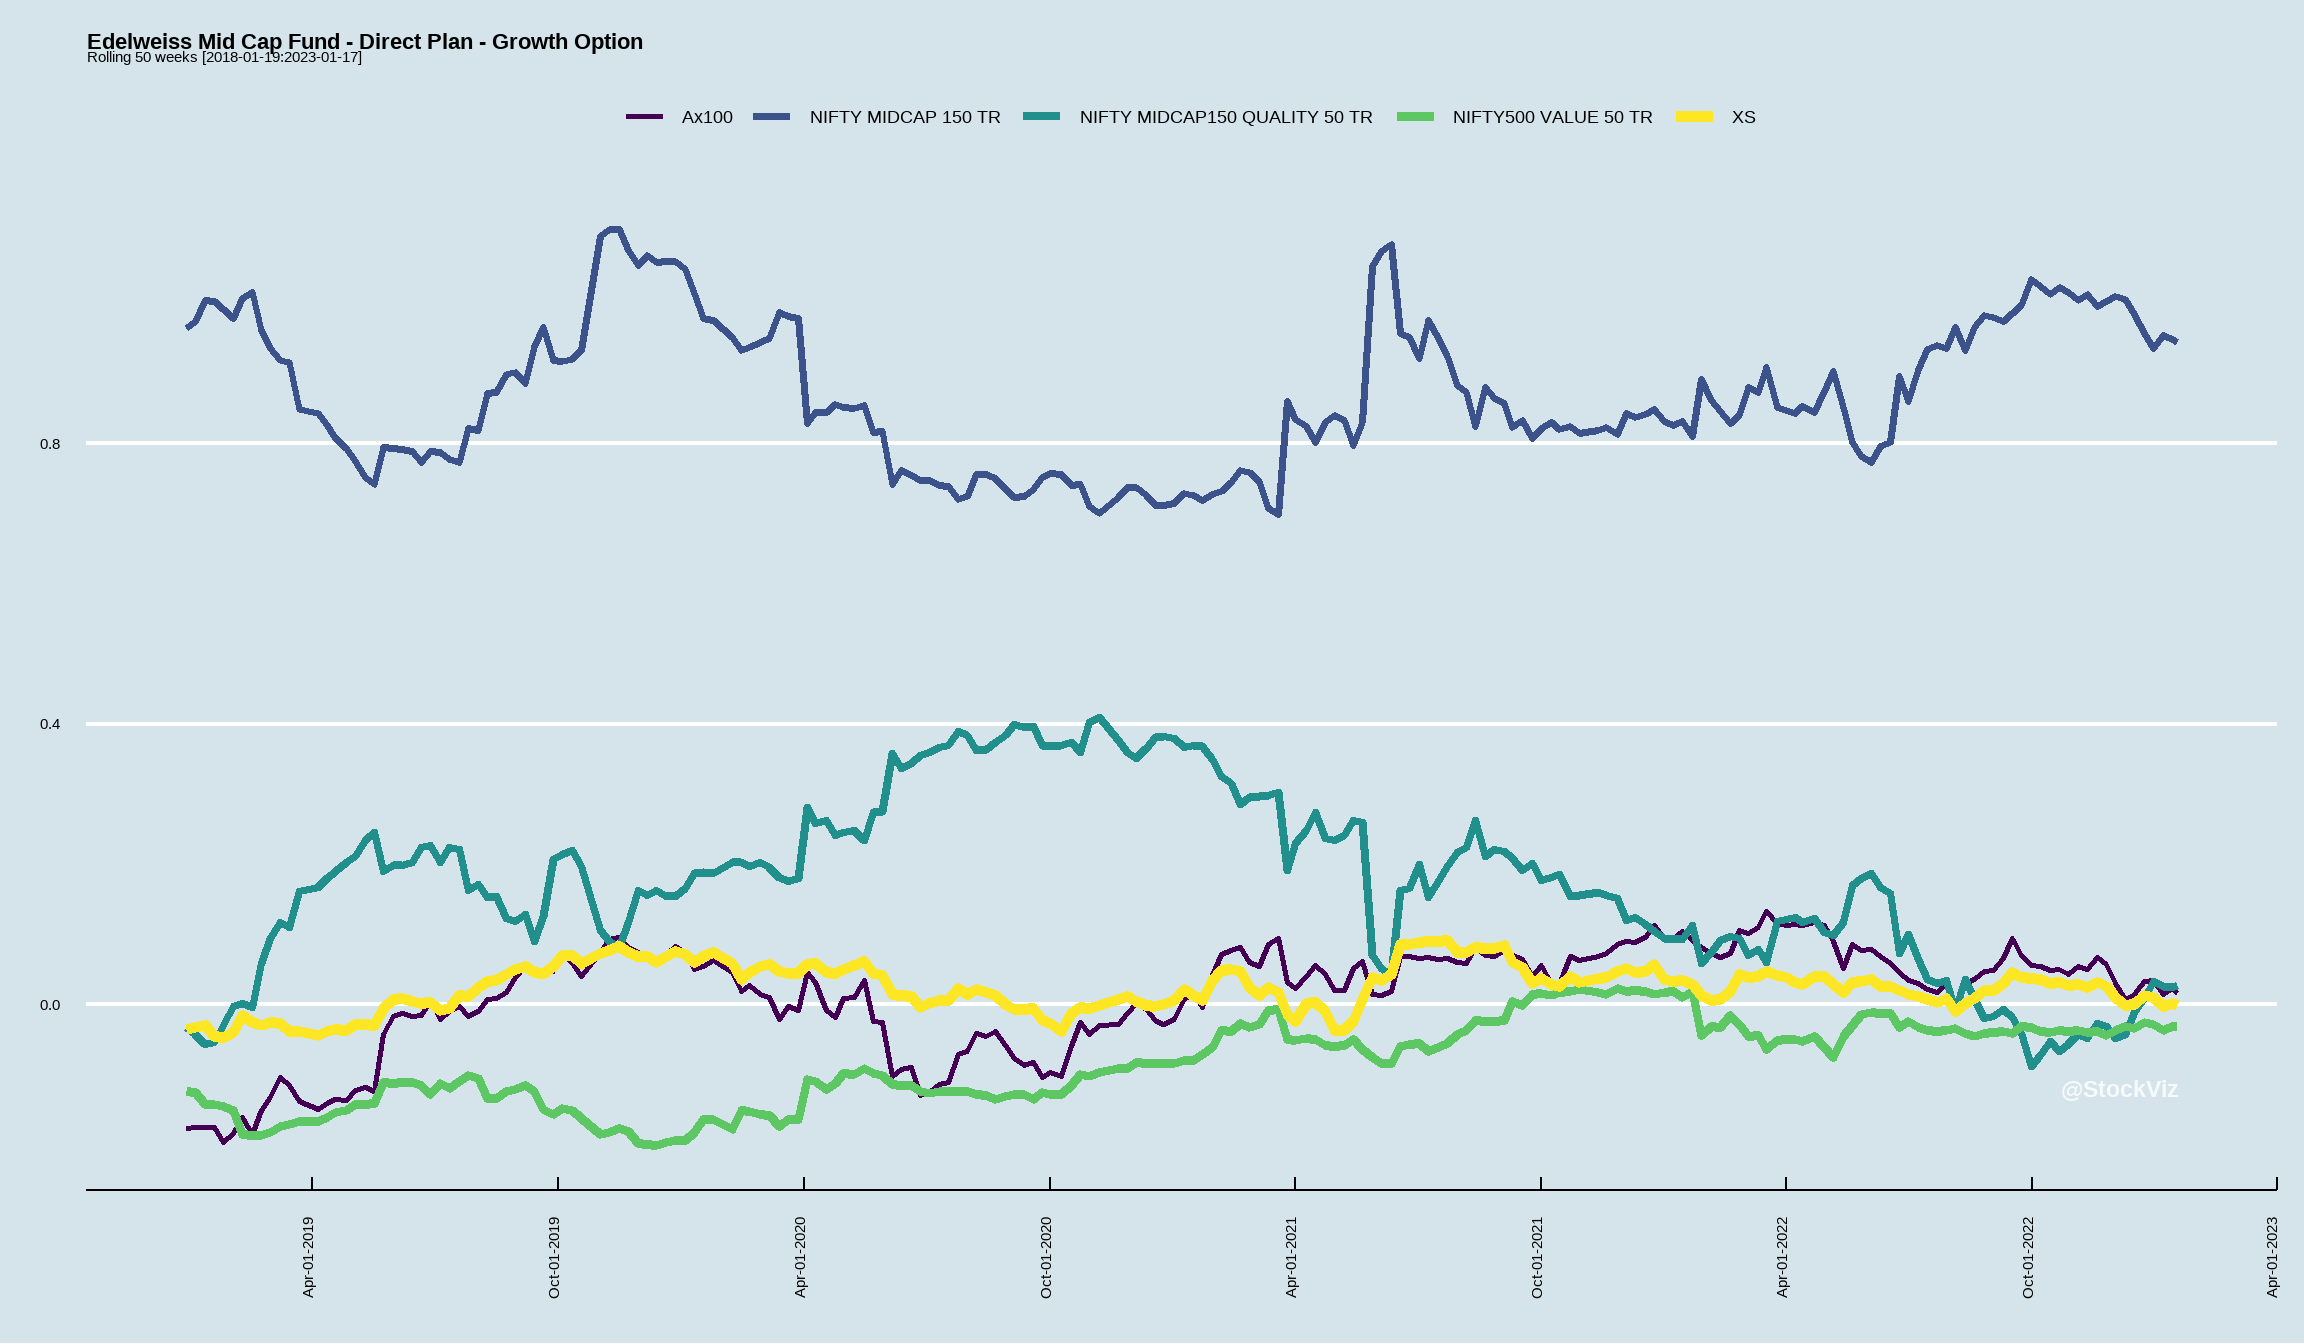 Edelweiss Mid Cap Fund - Direct Plan - Growth Option
Rolling 50 weeks [2018-01-19:2023-01-17]
Ax100 NIFTY MIDCAP 150 TR NIFTY MIDCAP150 QUALITY 50 TR NIFTY500 VALUE 50 TR XS
0.8
0.4
0.0
@StockViz
Apr-01-2019 Oct-01-2019 Apr-01-2020 Oct-01-2020 Apr-01-2021 Oct-01-2021 Apr-01-2022 Oct-01-2022 Apr-01-2023